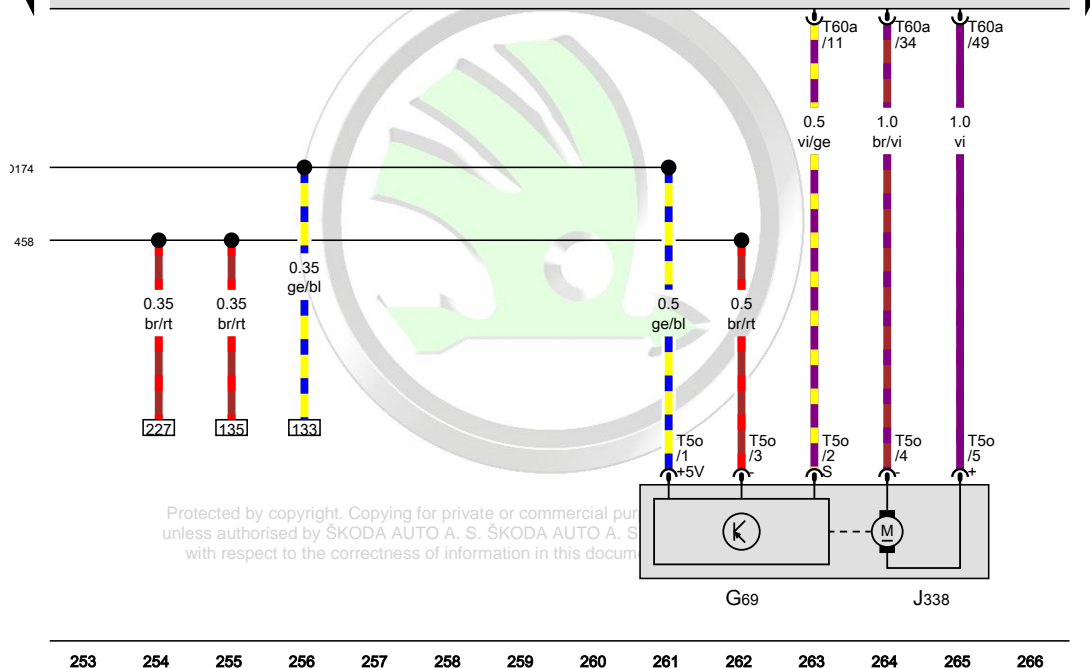 T60a T60a T60a
/11 /34 /49
0.5 1.0 1.0
vi/ge br/vi vi
0174
458
0.35
ge/bl
0.35 0.35 0.5 0.5
br/rt br/rt ge/bl br/rt
227 135 133
T5o T5o T5o T5o T5o
/1 /3 /2 /4 /5
+5V - S - +
Protected by copyright. Copying for private or commercial pur
unless authorised by ŠKODA AUTO A. S. ŠKODA AUTO A. S
with respect to the correctness of information in this docume
M
G69 J338
253 254 255 256 257 258 259 260 261 262 263 264 265 266